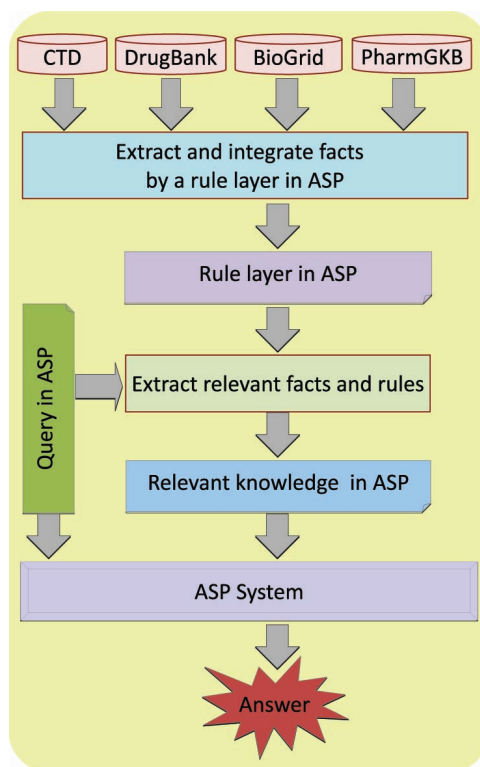 CTD
DrugBank
BioGrid
PharmGKB
Extract and integrate facts
by a rule layer in ASP
Rule layer in ASP
Query in ASP
Extract relevant facts and rules
Relevant knowledge in ASP
ASP System
Answer